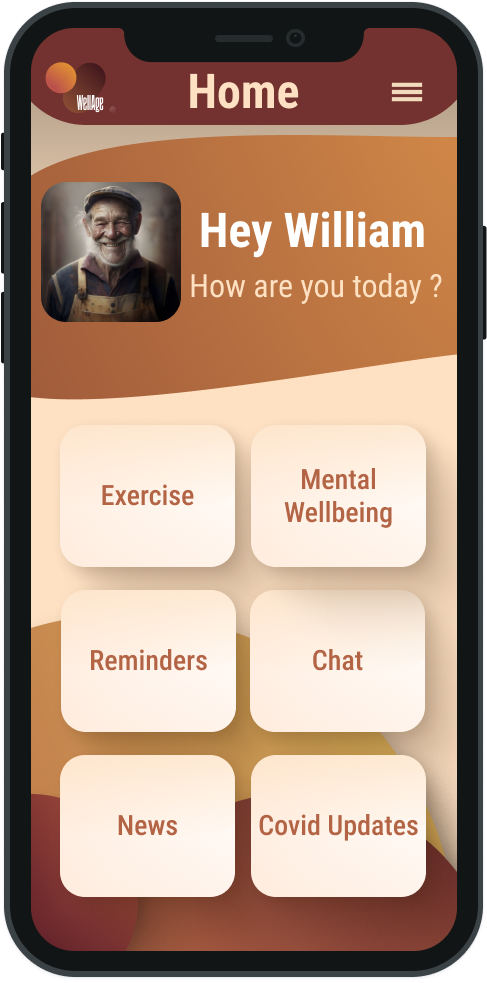 WellAge
Home
Hey William
How are you today ?
Exercise
Mental
Wellbeing
Reminders
Chat
News
Covid Updates